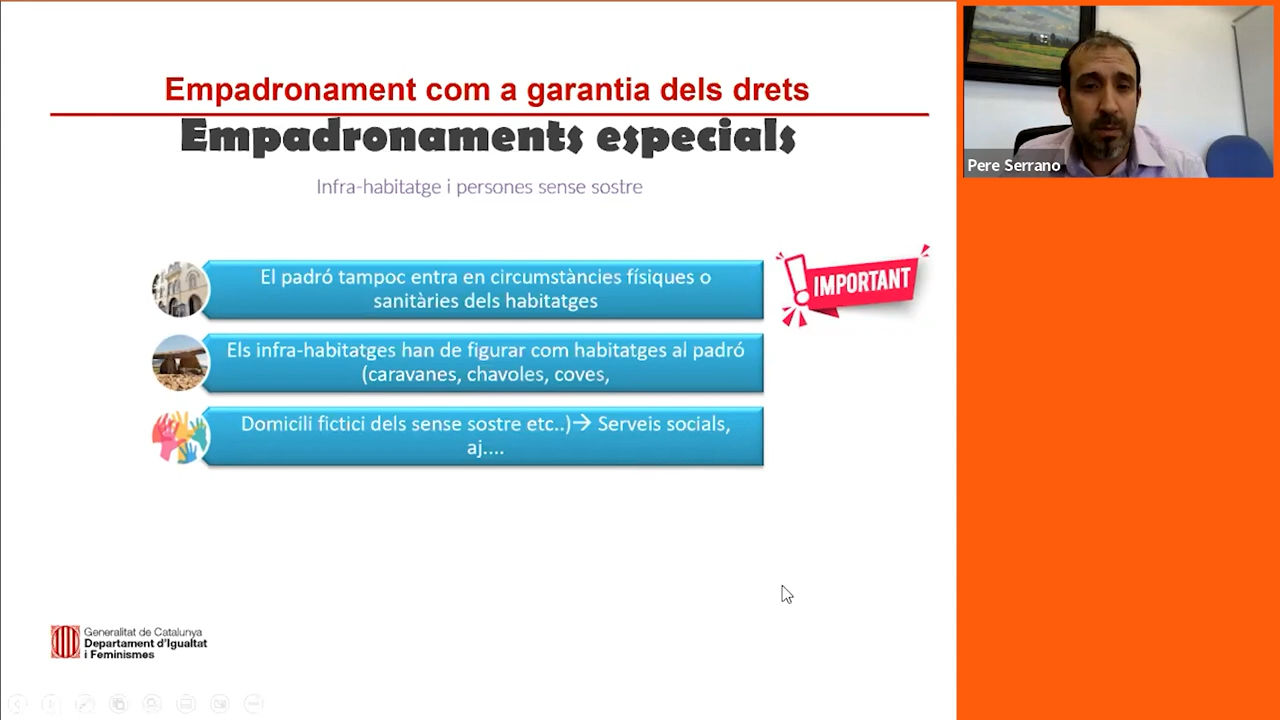 Empadronament com a garantia dels drets
Empadronaments especials
Infra-habitatge i persones sense sostre
El padró tampoc entra en circumstàncies físiques o
sanitàries dels habitatges
IMPORTANT
Els infra-habitatges han de figurar com habitatges al padró
(caravanes, chavoles, coves,
Domicili fictici dels sense sostre etc..)→ Serveis socials,
aj....
Generalitat de Catalunya
Departament d'Igualtat
i Feminismes
Pere Serrano